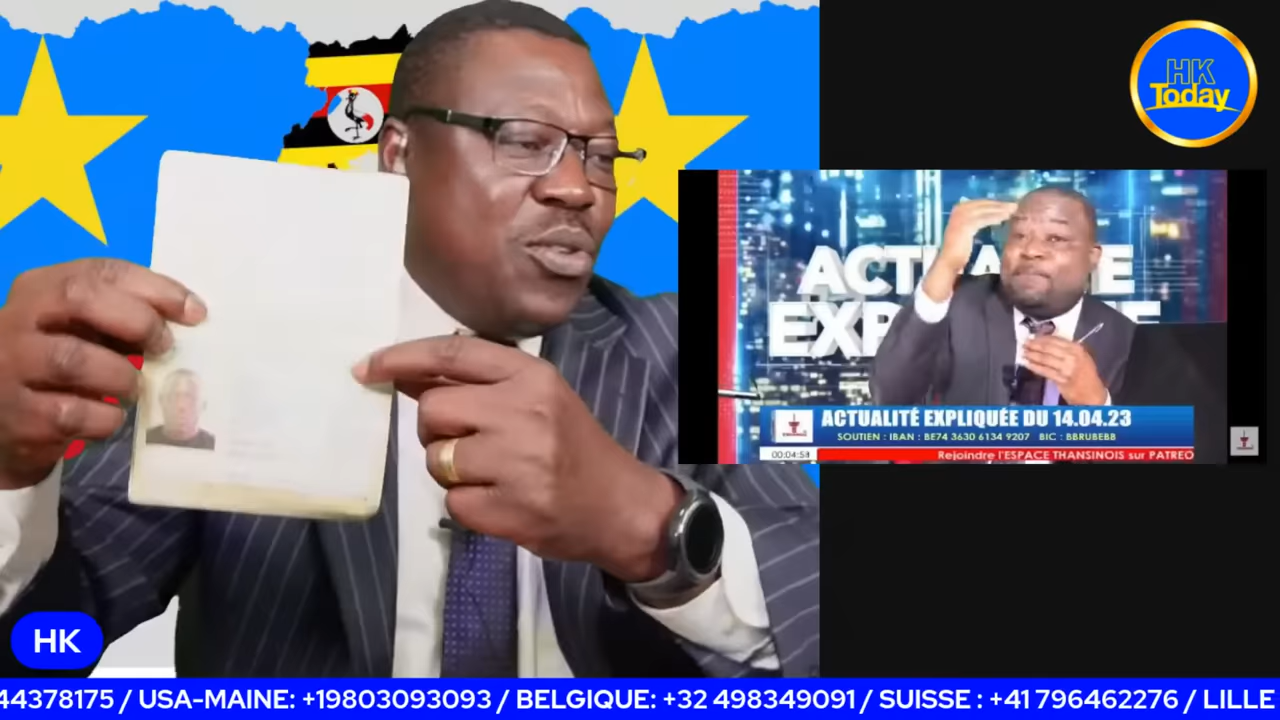 HK
Today
ACTUALITÉ EXPLIQUÉE DU 14.04.23
SOUTIEN : IBAN : BE74 3630 6134 9207 BIC : BBRUBEBB
00:04:58
Rejoindre l'ESPACE THANSINOIS sur PATREO
HK
44378175 / USA-MAINE: +19803093093 / BELGIQUE: +32 498349091 / SUISSE : +41 796462276 / LILLE